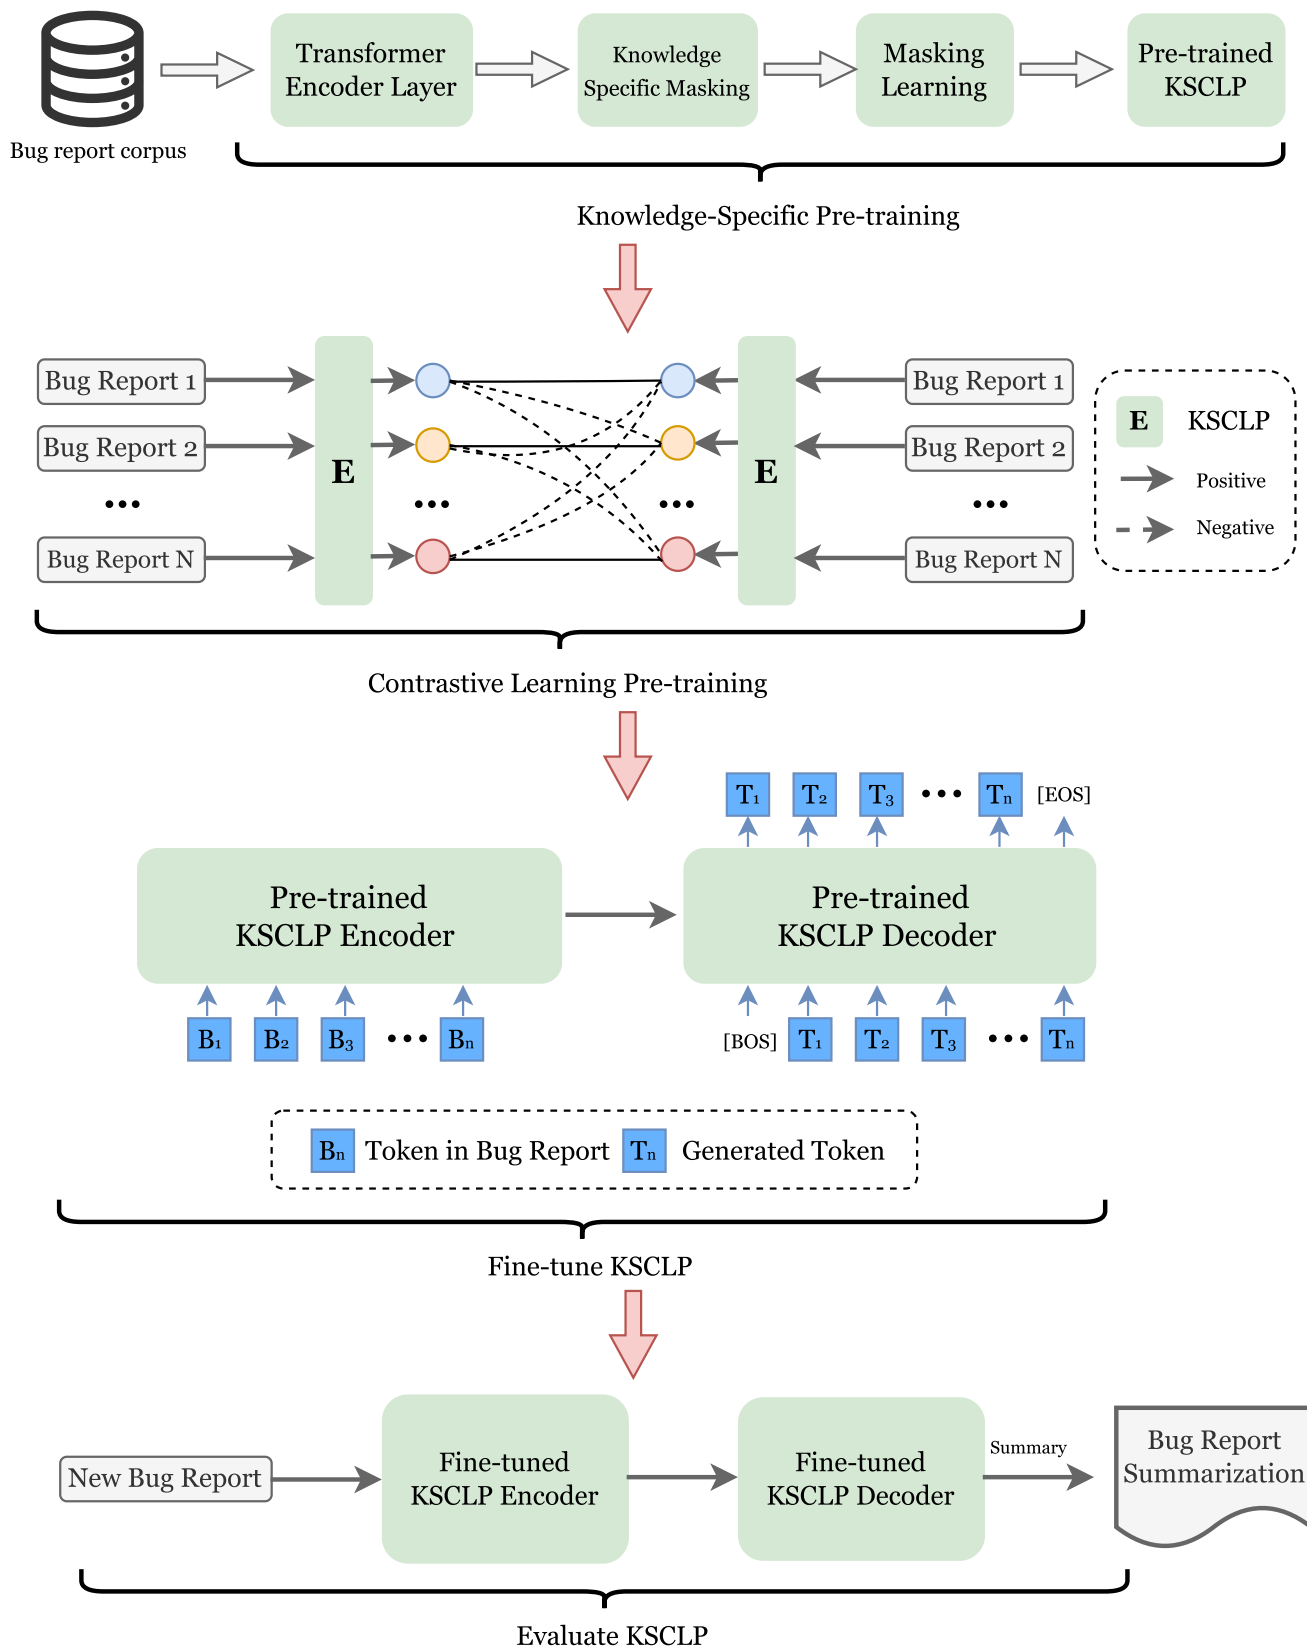 Transformer
Encoder Layer
Knowledge
Specific Masking
Masking
Learning
Pre-trained
KSCLP
Bug report corpus
Knowledge-Specific Pre-training
Bug Report 1
Bug Report 2
...
Bug Report N
E
...
...
E
Bug Report 1
Bug Report 2
...
Bug Report N
E KSCLP
Positive
Negative
Contrastive Learning Pre-training
T1 T2 T3 ... Tn [EOS]
Pre-trained
KSCLP Encoder
Pre-trained
KSCLP Decoder
B1 B2 B3 ... Bn
[BOS] T1 T2 T3 ... Tn
Bn Token in Bug Report Tn Generated Token
Fine-tune KSCLP
New Bug Report
Fine-tuned
KSCLP Encoder
Fine-tuned
KSCLP Decoder
Summary
Bug Report
Summarization
Evaluate KSCLP